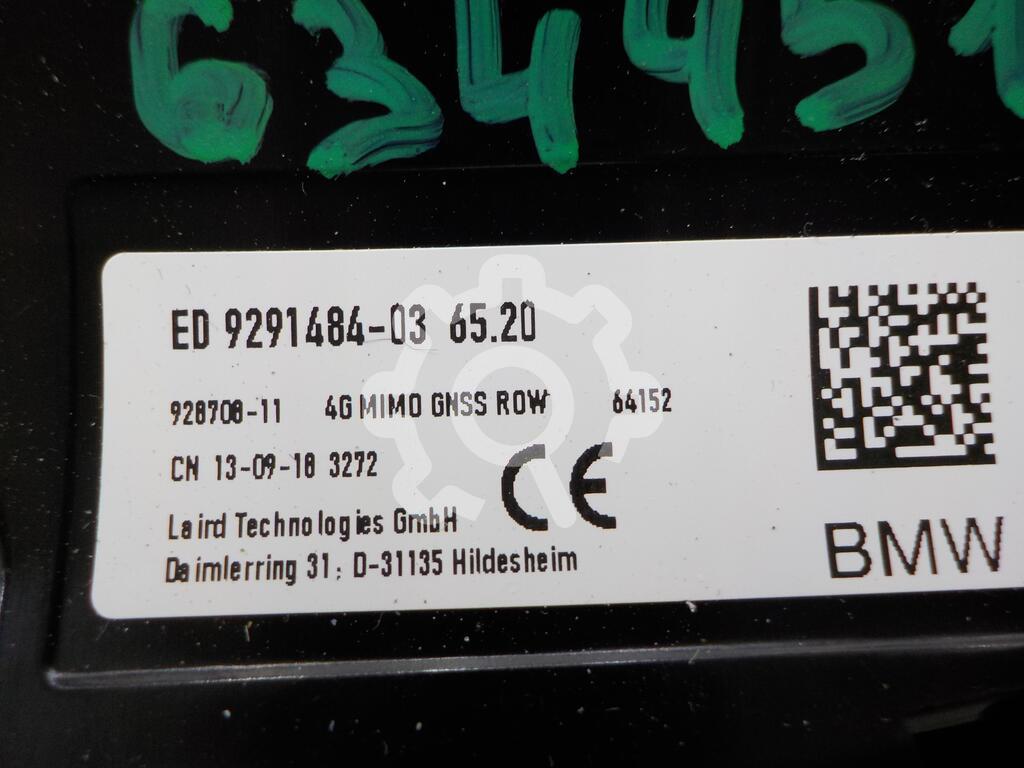 634451
ED 9291484-03 65.20
928708-11 4G MIMO GNSS ROW 64152
CN 13-09-18 3272
CE
Laird Technologies GmbH
Daimlerring 31; D-31135 Hildesheim
BMW